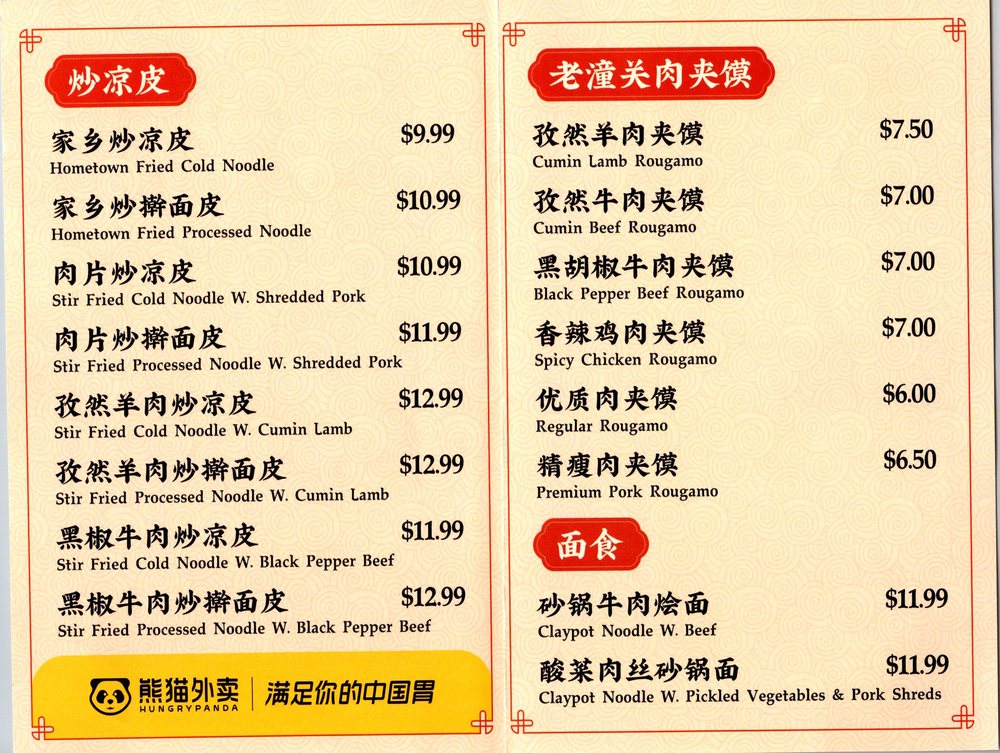 炒凉皮
家乡炒凉皮 $9.99
Hometown Fried Cold Noodle
家乡炒擀面皮 $10.99
Hometown Fried Processed Noodle
肉片炒凉皮 $10.99
Stir Fried Cold Noodle W. Shredded Pork
肉片炒擀面皮 $11.99
Stir Fried Processed Noodle W. Shredded Pork
孜然羊肉炒凉皮 $12.99
Stir Fried Cold Noodle W. Cumin Lamb
孜然羊肉炒擀面皮 $12.99
Stir Fried Processed Noodle W. Cumin Lamb
黑椒牛肉炒凉皮 $11.99
Stir Fried Cold Noodle W. Black Pepper Beef
黑椒牛肉炒擀面皮 $12.99
Stir Fried Processed Noodle W. Black Pepper Beef
熊猫外卖
HUNGRYPANDA
满足你的中国胃
老潼关肉夹馍
孜然羊肉夹馍 $7.50
Cumin Lamb Rougamo
孜然牛肉夹馍 $7.00
Cumin Beef Rougamo
黑胡椒牛肉夹馍 $7.00
Black Pepper Beef Rougamo
香辣鸡肉夹馍 $7.00
Spicy Chicken Rougamo
优质肉夹馍 $6.00
Regular Rougamo
精瘦肉夹馍 $6.50
Premium Pork Rougamo
面食
砂锅牛肉烩面 $11.99
Claypot Noodle W. Beef
酸菜肉丝砂锅面 $11.99
Claypot Noodle W. Pickled Vegetables & Pork Shreds